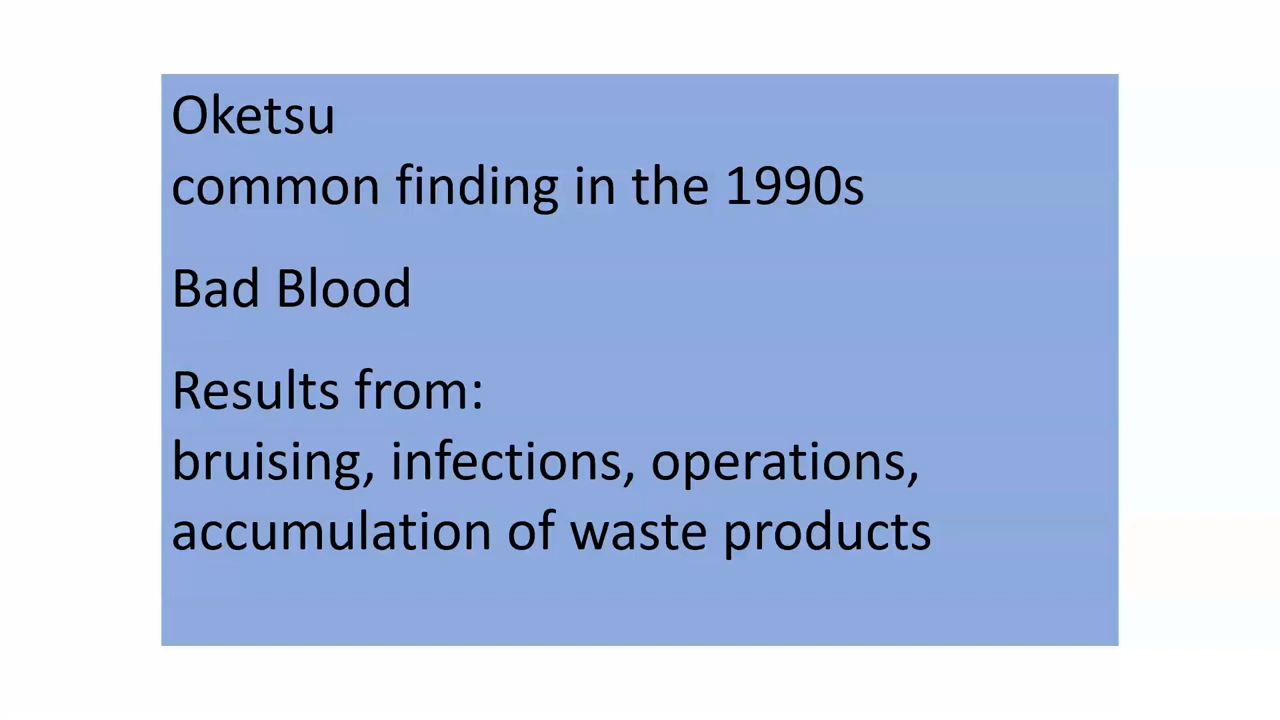 Oketsu
common finding in the 1990s
Bad Blood
Results from:
bruising, infections, operations,
accumulation of waste products